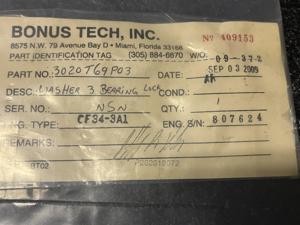 BONUS TECH, INC.
8575 N.W. 79 Avenue Bay D • Miami, Florida 33166
Nº 409153
PART IDENTIFICATION TAG (305) 884-6670 W/O: 09-372
PART NO.: 3020T69P03 DATE: SEP 03 2009
DESC.: WASHER 3 BEARING LOCK COND.: AR
SER. NO.: NSN QTY.: 1
ENG. TYPE: CF34-3A1 ENG. S/N: 807624
REMARKS: